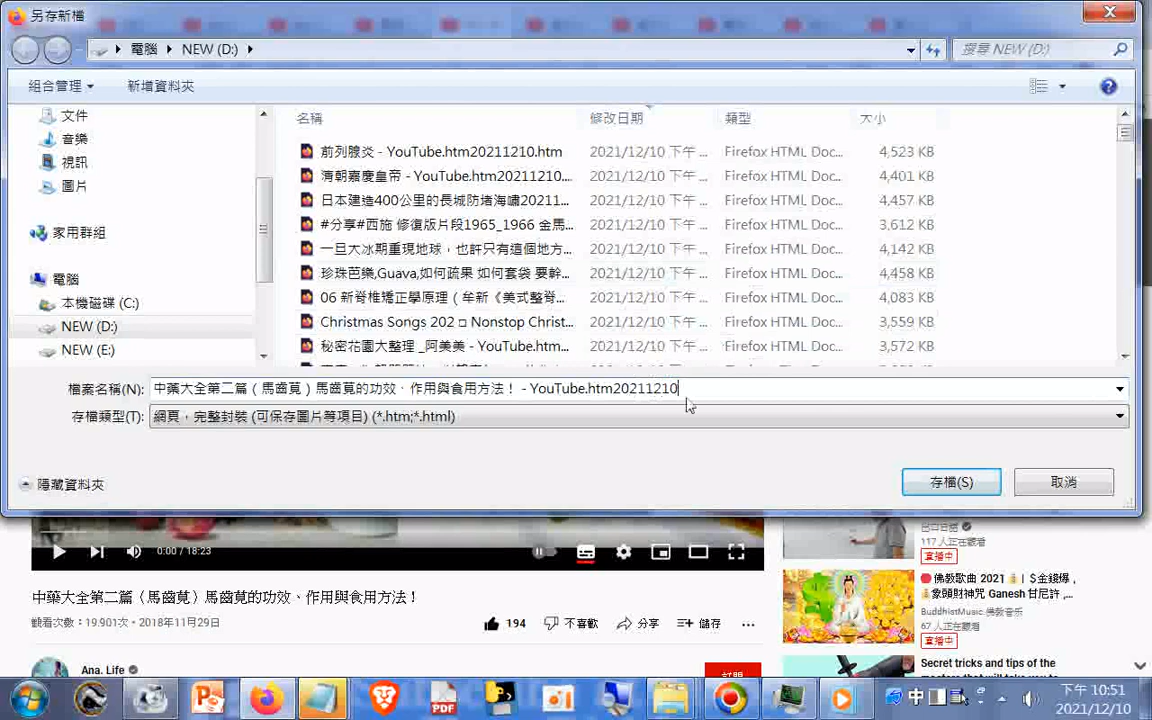 另存新檔
電腦 NEW (D:)
搜尋 NEW (D:)
組合管理 新增資料夾
文件
音樂
視訊
圖片
家用群組
電腦
本機磁碟 (C:)
NEW (D:)
NEW (E:)
名稱 修改日期 類型 大小
前列腺炎 - YouTube.htm20211210.htm 2021/12/10 下午 ... Firefox HTML Doc... 4,523 KB
清朝嘉慶皇帝 - YouTube.htm20211210.... 2021/12/10 下午 ... Firefox HTML Doc... 4,401 KB
日本建造400公里的長城防堵海嘯20211... 2021/12/10 下午 ... Firefox HTML Doc... 4,457 KB
#分享#西施 修復版片段1965_1966 金馬... 2021/12/10 下午 ... Firefox HTML Doc... 3,612 KB
一旦大冰期重現地球，也許只有這個地方... 2021/12/10 下午 ... Firefox HTML Doc... 4,142 KB
珍珠芭樂,Guava,如何疏果 如何套袋 要幹... 2021/12/10 下午 ... Firefox HTML Doc... 4,458 KB
06 新脊椎矯正學原理（牟新《美式整脊... 2021/12/10 下午 ... Firefox HTML Doc... 4,083 KB
Christmas Songs 202 □ Nonstop Christ... 2021/12/10 下午 ... Firefox HTML Doc... 3,559 KB
秘密花園大整理 _阿美美 - YouTube.htm... 2021/12/10 下午 ... Firefox HTML Doc... 3,572 KB
檔案名稱(N): 中藥大全第二篇（馬齒莧）馬齒莧的功效、作用與食用方法！ - YouTube.htm20211210
存檔類型(T): 網頁，完整封裝 (可保存圖片等項目) (*.htm;*.html)
隱藏資料夾 存檔(S) 取消
0:00 / 18:23
中藥大全第二篇〈馬齒莧〉馬齒莧的功效、作用與食用方法！
觀看次數：19,901次・2018年11月29日
194 不喜歡 分享 儲存 ...
Ana. Life
117 人正在觀看
直播中
佛教歌曲 2021 | $金錢爆，
象頭財神咒 Ganesh 甘尼許 ,...
BuddhistMusic 佛教音乐
67 人正在觀看
直播中
Secret tricks and tips of the
PDF
中
下午 10:51
2021/12/10